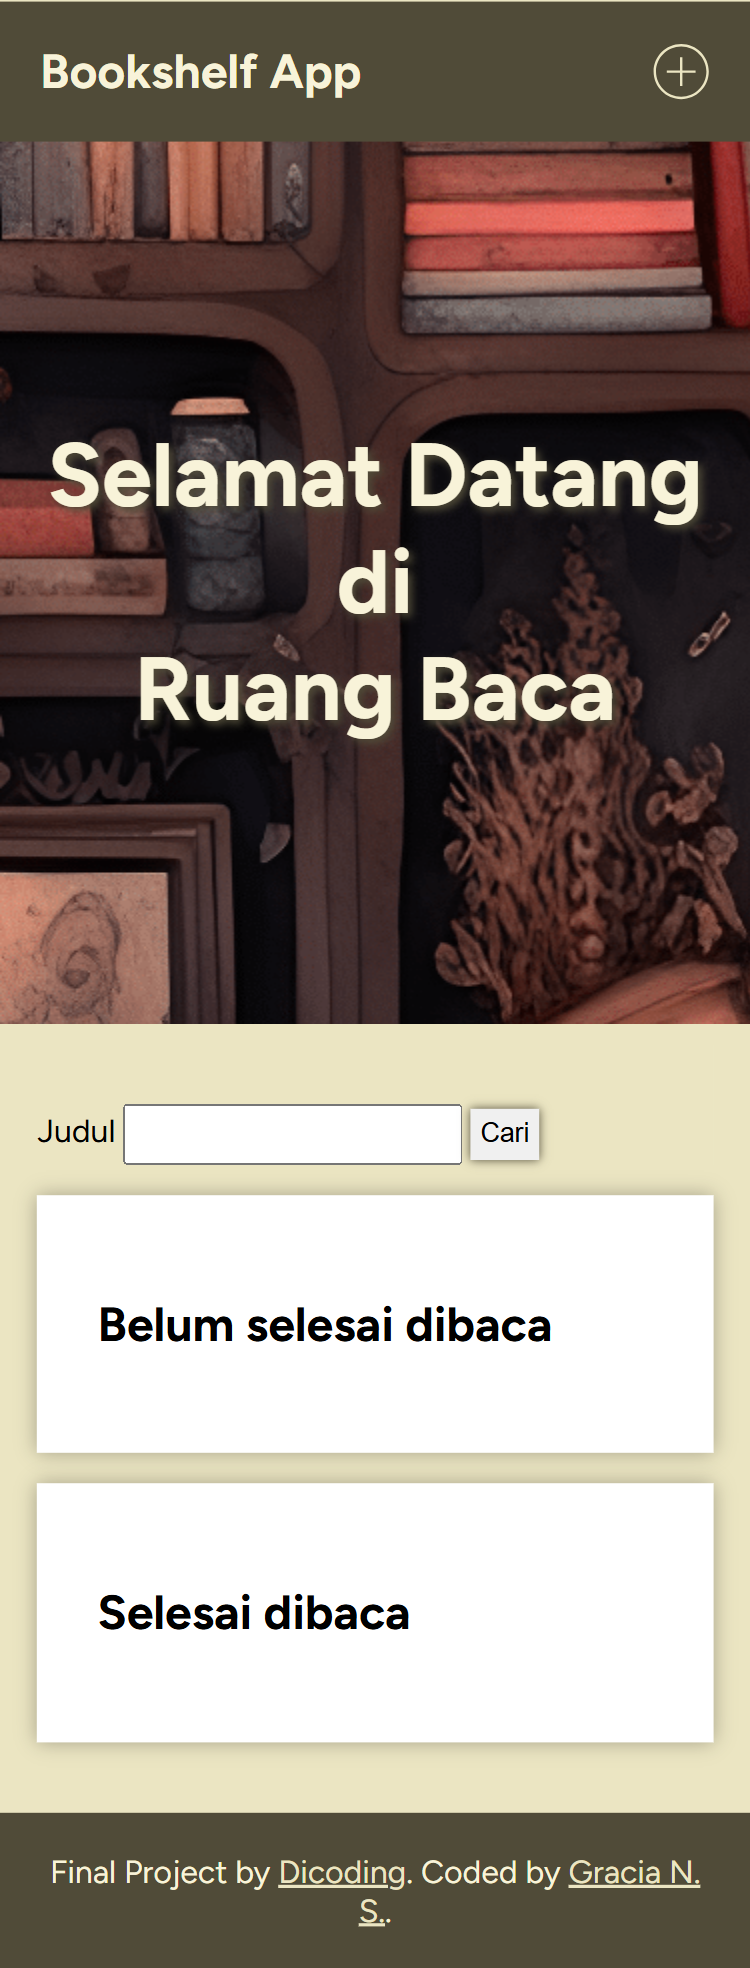 Bookshelf App
Selamat Datang
di
Ruang Baca
Judul Cari
Belum selesai dibaca
Selesai dibaca
Final Project by Dicoding. Coded by Gracia N.
S..